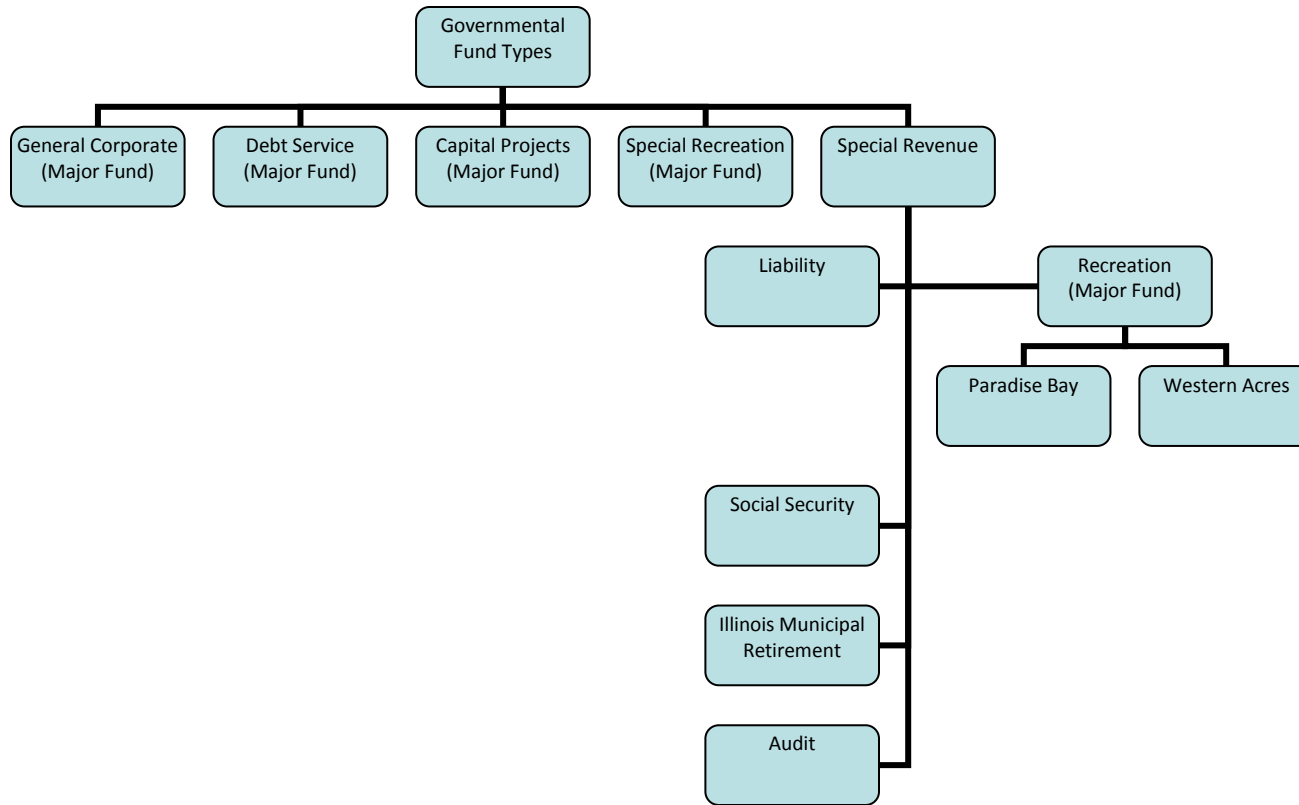 Governmental
Fund Types
General Corporate
(Major Fund)
Debt Service
(Major Fund)
Capital Projects
(Major Fund)
Special Recreation
(Major Fund)
Special Revenue
Liability
Recreation
(Major Fund)
Paradise Bay
Western Acres
Social Security
Illinois Municipal
Retirement
Audit